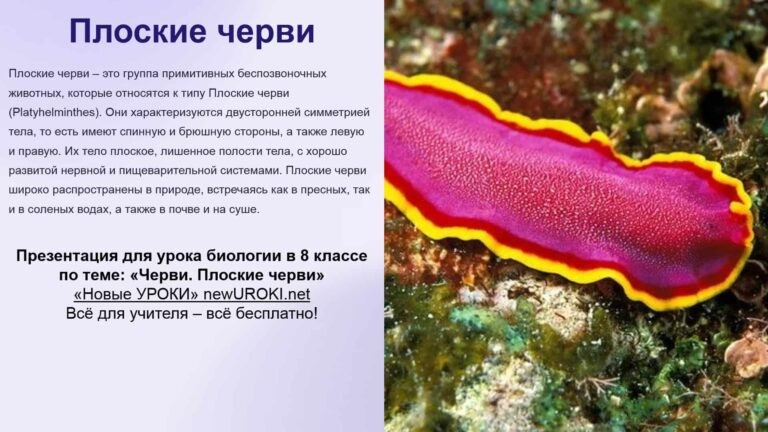 Плоские черви
Плоские черви – это группа примитивных беспозвоночных
животных, которые относятся к типу Плоские черви
(Platyhelminthes). Они характеризуются двусторонней симметрией
тела, то есть имеют спинную и брюшную стороны, а также левую
и правую. Их тело плоское, лишенное полости тела, с хорошо
развитой нервной и пищеварительной системами. Плоские черви
широко распространены в природе, встречаясь как в пресных, так
и в соленых водах, а также в почве и на суше.
Презентация для урока биологии в 8 классе
по теме: «Черви. Плоские черви»
«Новые УРОКИ» newUROKI.net
Всё для учителя – всё бесплатно!